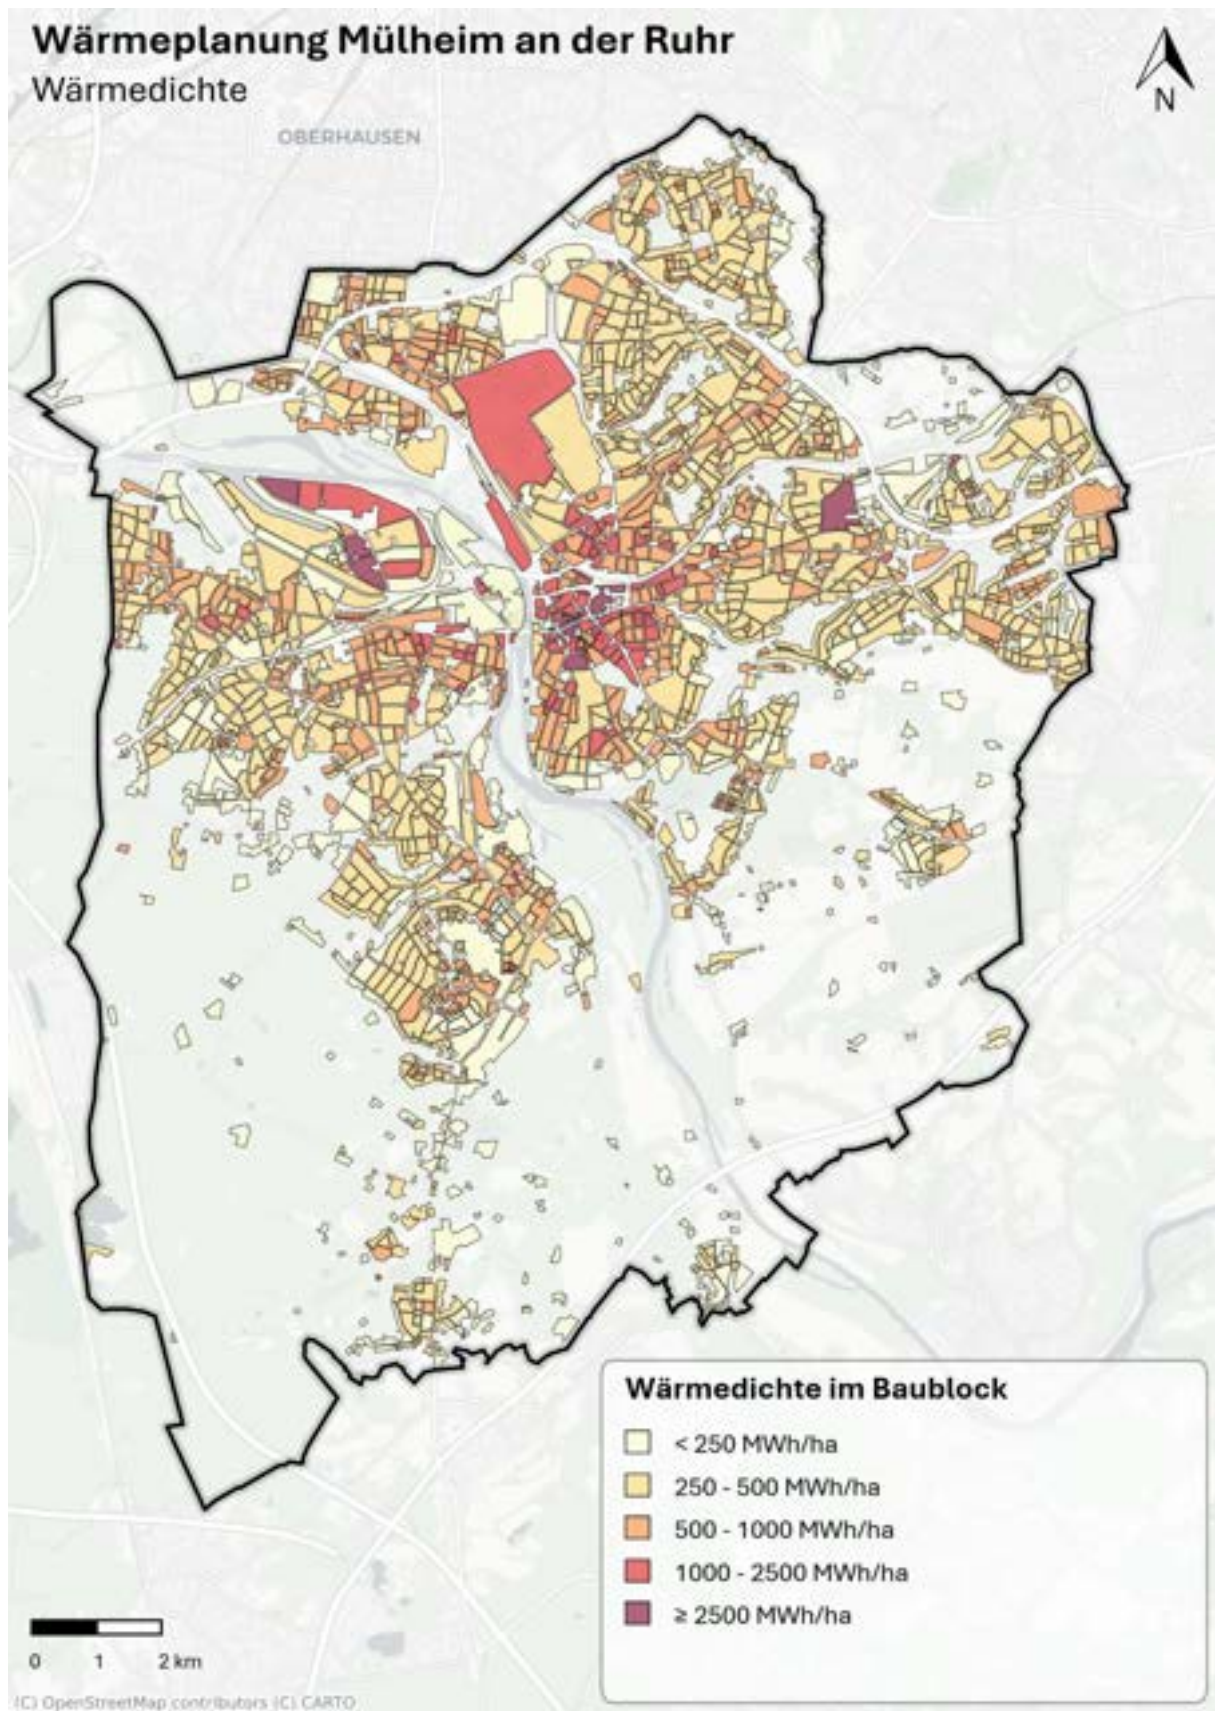 Wärmeplanung Mülheim an der Ruhr
Wärmedichte
N
OBERHAUSEN
Wärmedichte im Baublock
< 250 MWh/ha
250 - 500 MWh/ha
500 - 1000 MWh/ha
1000 - 2500 MWh/ha
≥ 2500 MWh/ha
0 1 2 km
(C) OpenStreetMap contributors (C) CARTO